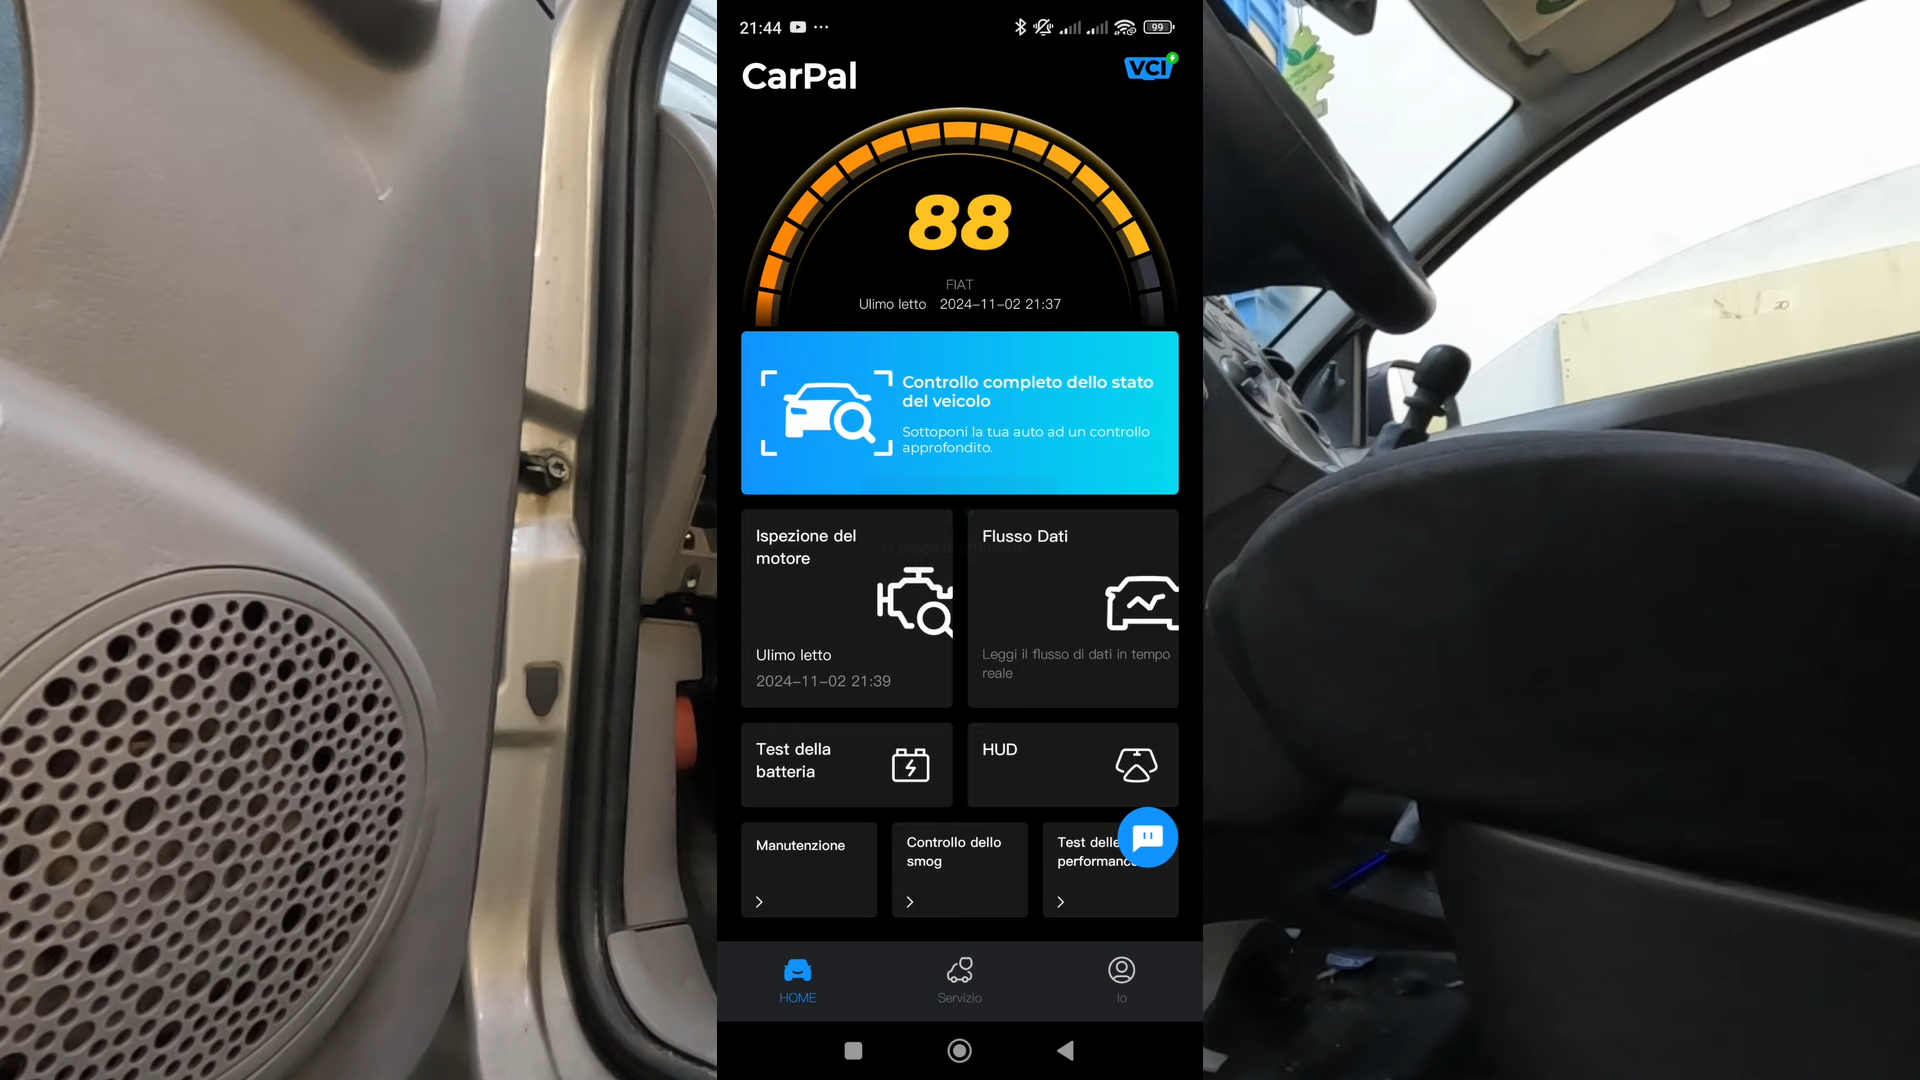 21:44
99
CarPal
VCI
88
FIAT
Ulimo letto 2024-11-02 21:37
Controllo completo dello stato
del veicolo
Sottoponi la tua auto ad un controllo
approfondito.
Ispezione del
motore
Ulimo letto
2024-11-02 21:39
Flusso Dati
Leggi il flusso di dati in tempo
reale
Test della
batteria
HUD
Manutenzione
Controllo dello
smog
Test delle
performanc
HOME
Servizio
Io